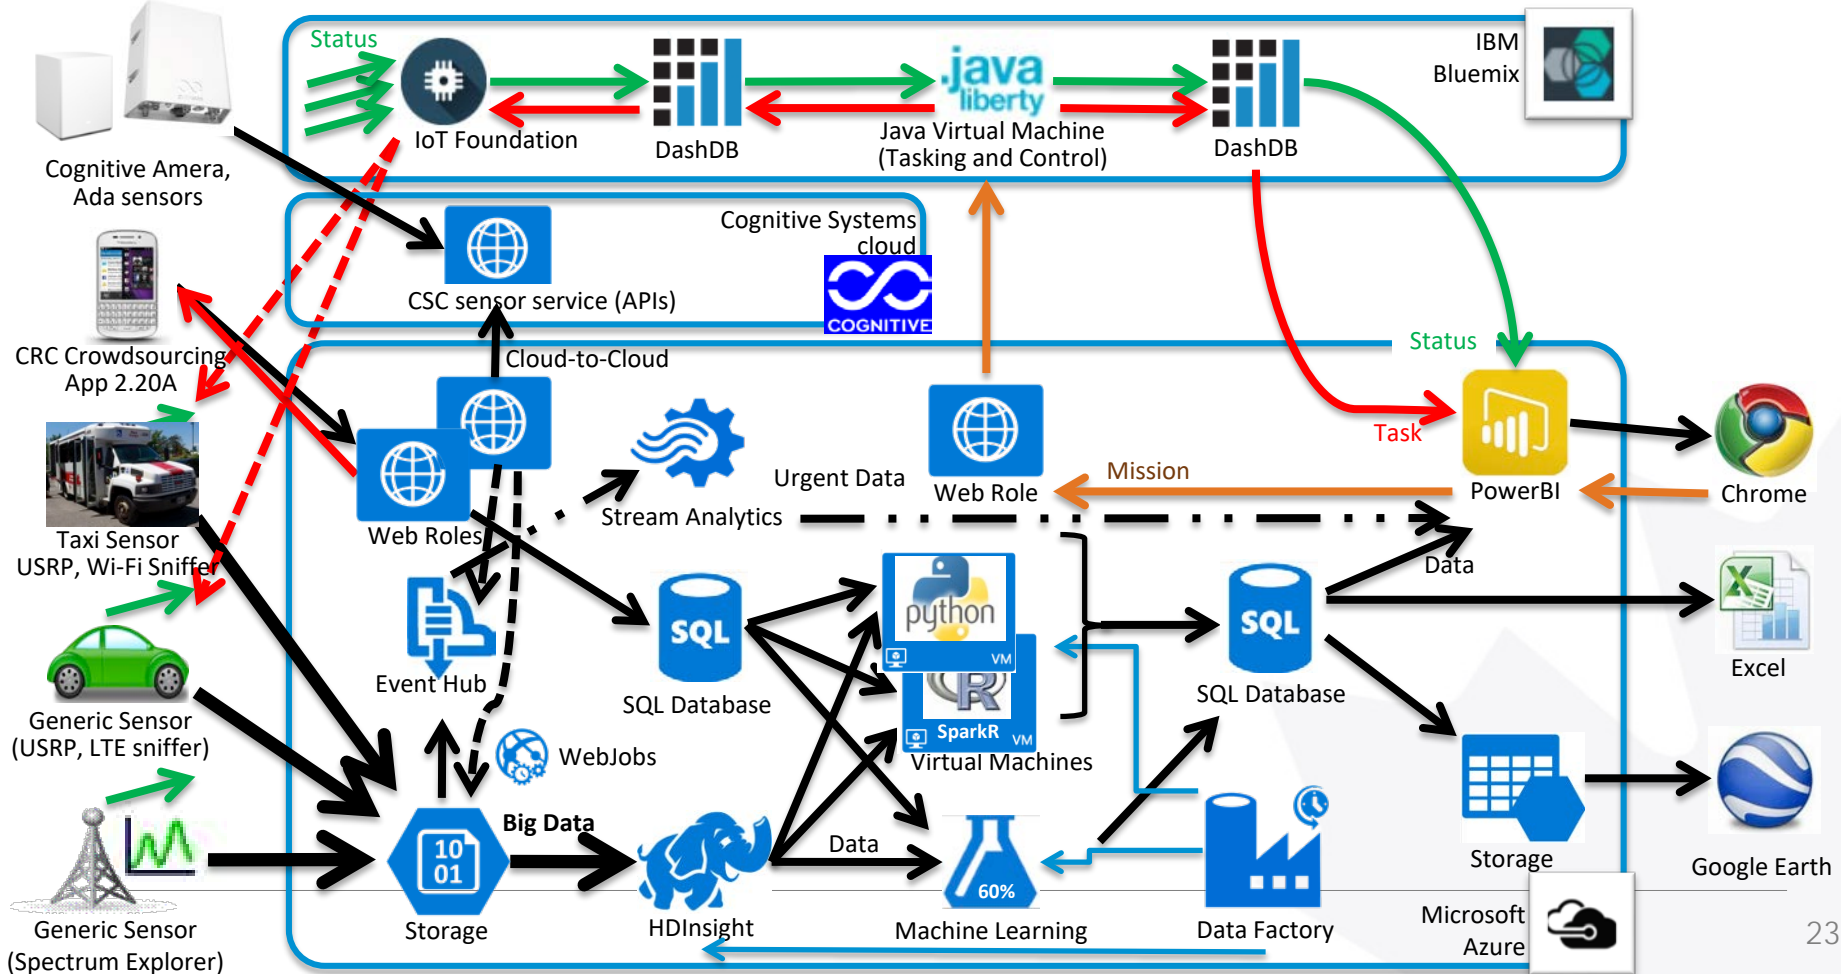 Status
IBM
Bluemix
java
liberty
IoT Foundation
DashDB
Java Virtual Machine
(Tasking and Control)
DashDB
Cognitive Amera,
Ada sensors
Cognitive Systems
cloud
COGNITIVE
CSC sensor service (APIs)
CRC Crowdsourcing
App 2.20A
Cloud-to-Cloud
Status
Task
Urgent Data
Mission
Web Role
PowerBI
Chrome
Stream Analytics
Web Roles
Taxi Sensor
USRP, Wi-Fi Sniffer
Data
python
VM
SQL
SQL
Event Hub
SQL Database
SQL Database
Excel
R
SparkR
VM
Virtual Machines
Generic Sensor
(USRP, LTE sniffer)
WebJobs
Big Data
Data
10
01
60%
Storage
Google Earth
Storage
HDInsight
Machine Learning
Data Factory
Microsoft
Azure
Generic Sensor
(Spectrum Explorer)
23